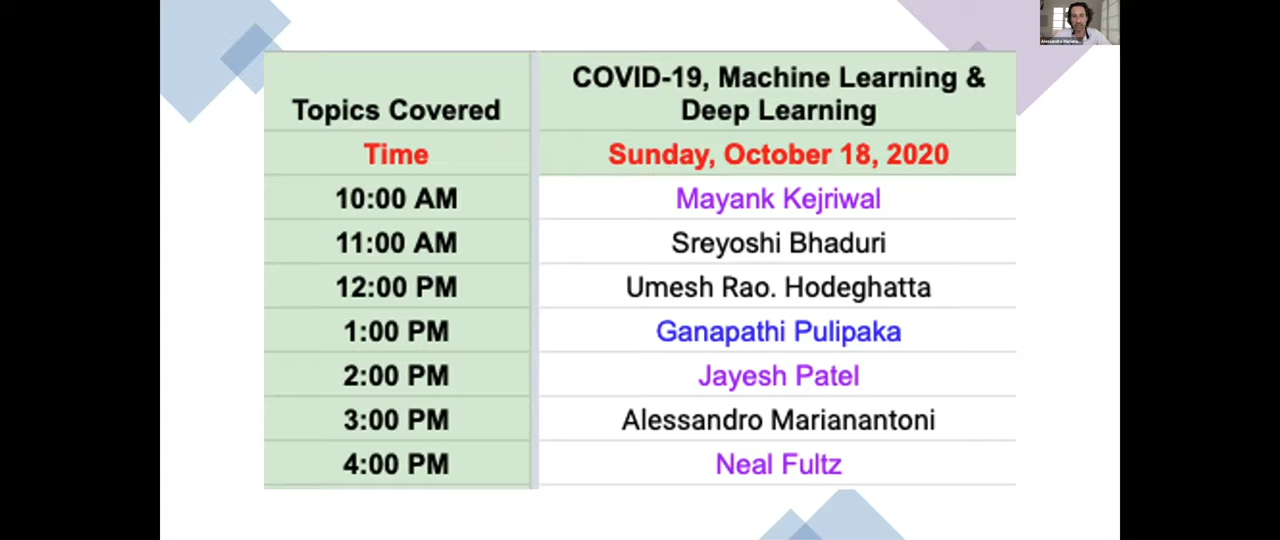 COVID-19, Machine Learning &
Topics Covered Deep Learning
Time Sunday, October 18, 2020
10:00 AM Mayank Kejriwal
11:00 AM Sreyoshi Bhaduri
12:00 PM Umesh Rao. Hodeghatta
1:00 PM Ganapathi Pulipaka
2:00 PM Jayesh Patel
3:00 PM Alessandro Marianantoni
4:00 PM Neal Fultz